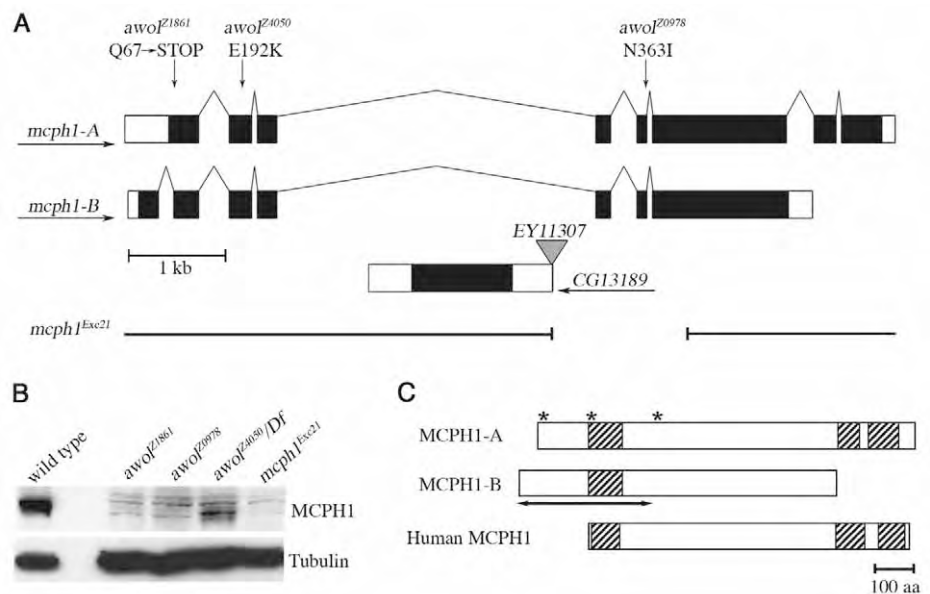 A
awol^Z1861 awol^Z4050 awol^Z0978
Q67→STOP E192K N363I
mcph1-A
mcph1-B
EY11307
1 kb
CG13189
mcph1^Exc21
B
wild type
awol^Z1861
awol^Z0978
awol^Z4050/Df
mcph1^Exc21
MCPH1
Tubulin
C
* * *
MCPH1-A
MCPH1-B
Human MCPH1
100 aa